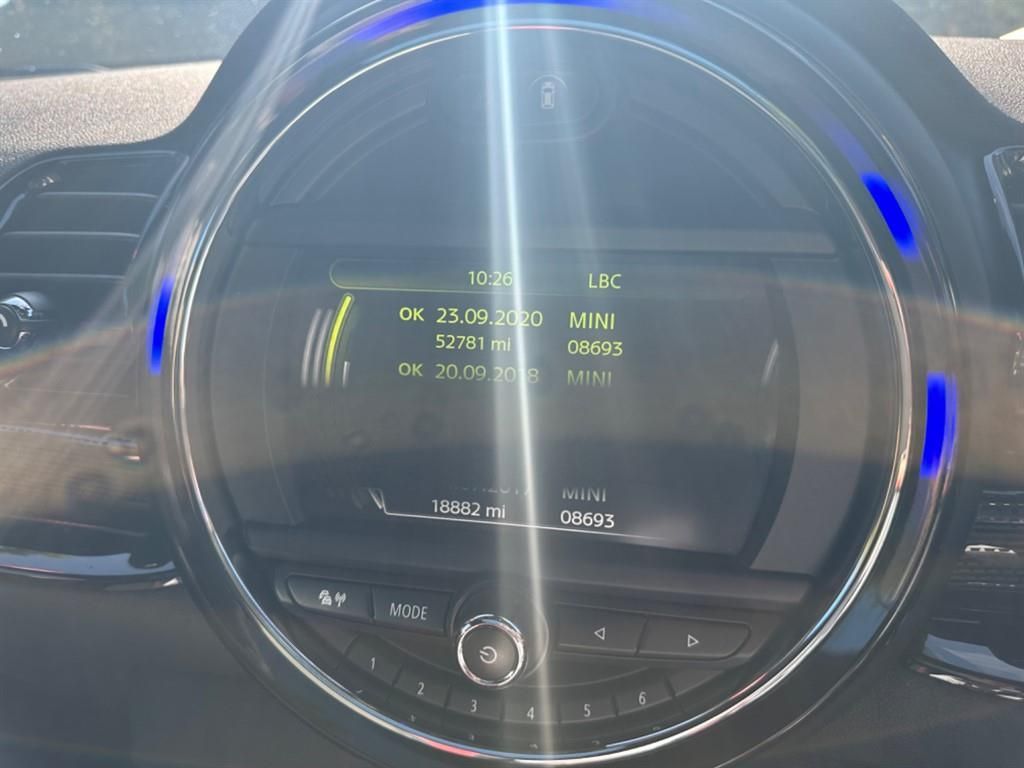 10:26 LBC
OK 23.09.2020 MINI
52781 mi 08693
OK 20.09.2018 MINI
MINI
18882 mi 08693
MODE
1
2
3
4
5
6